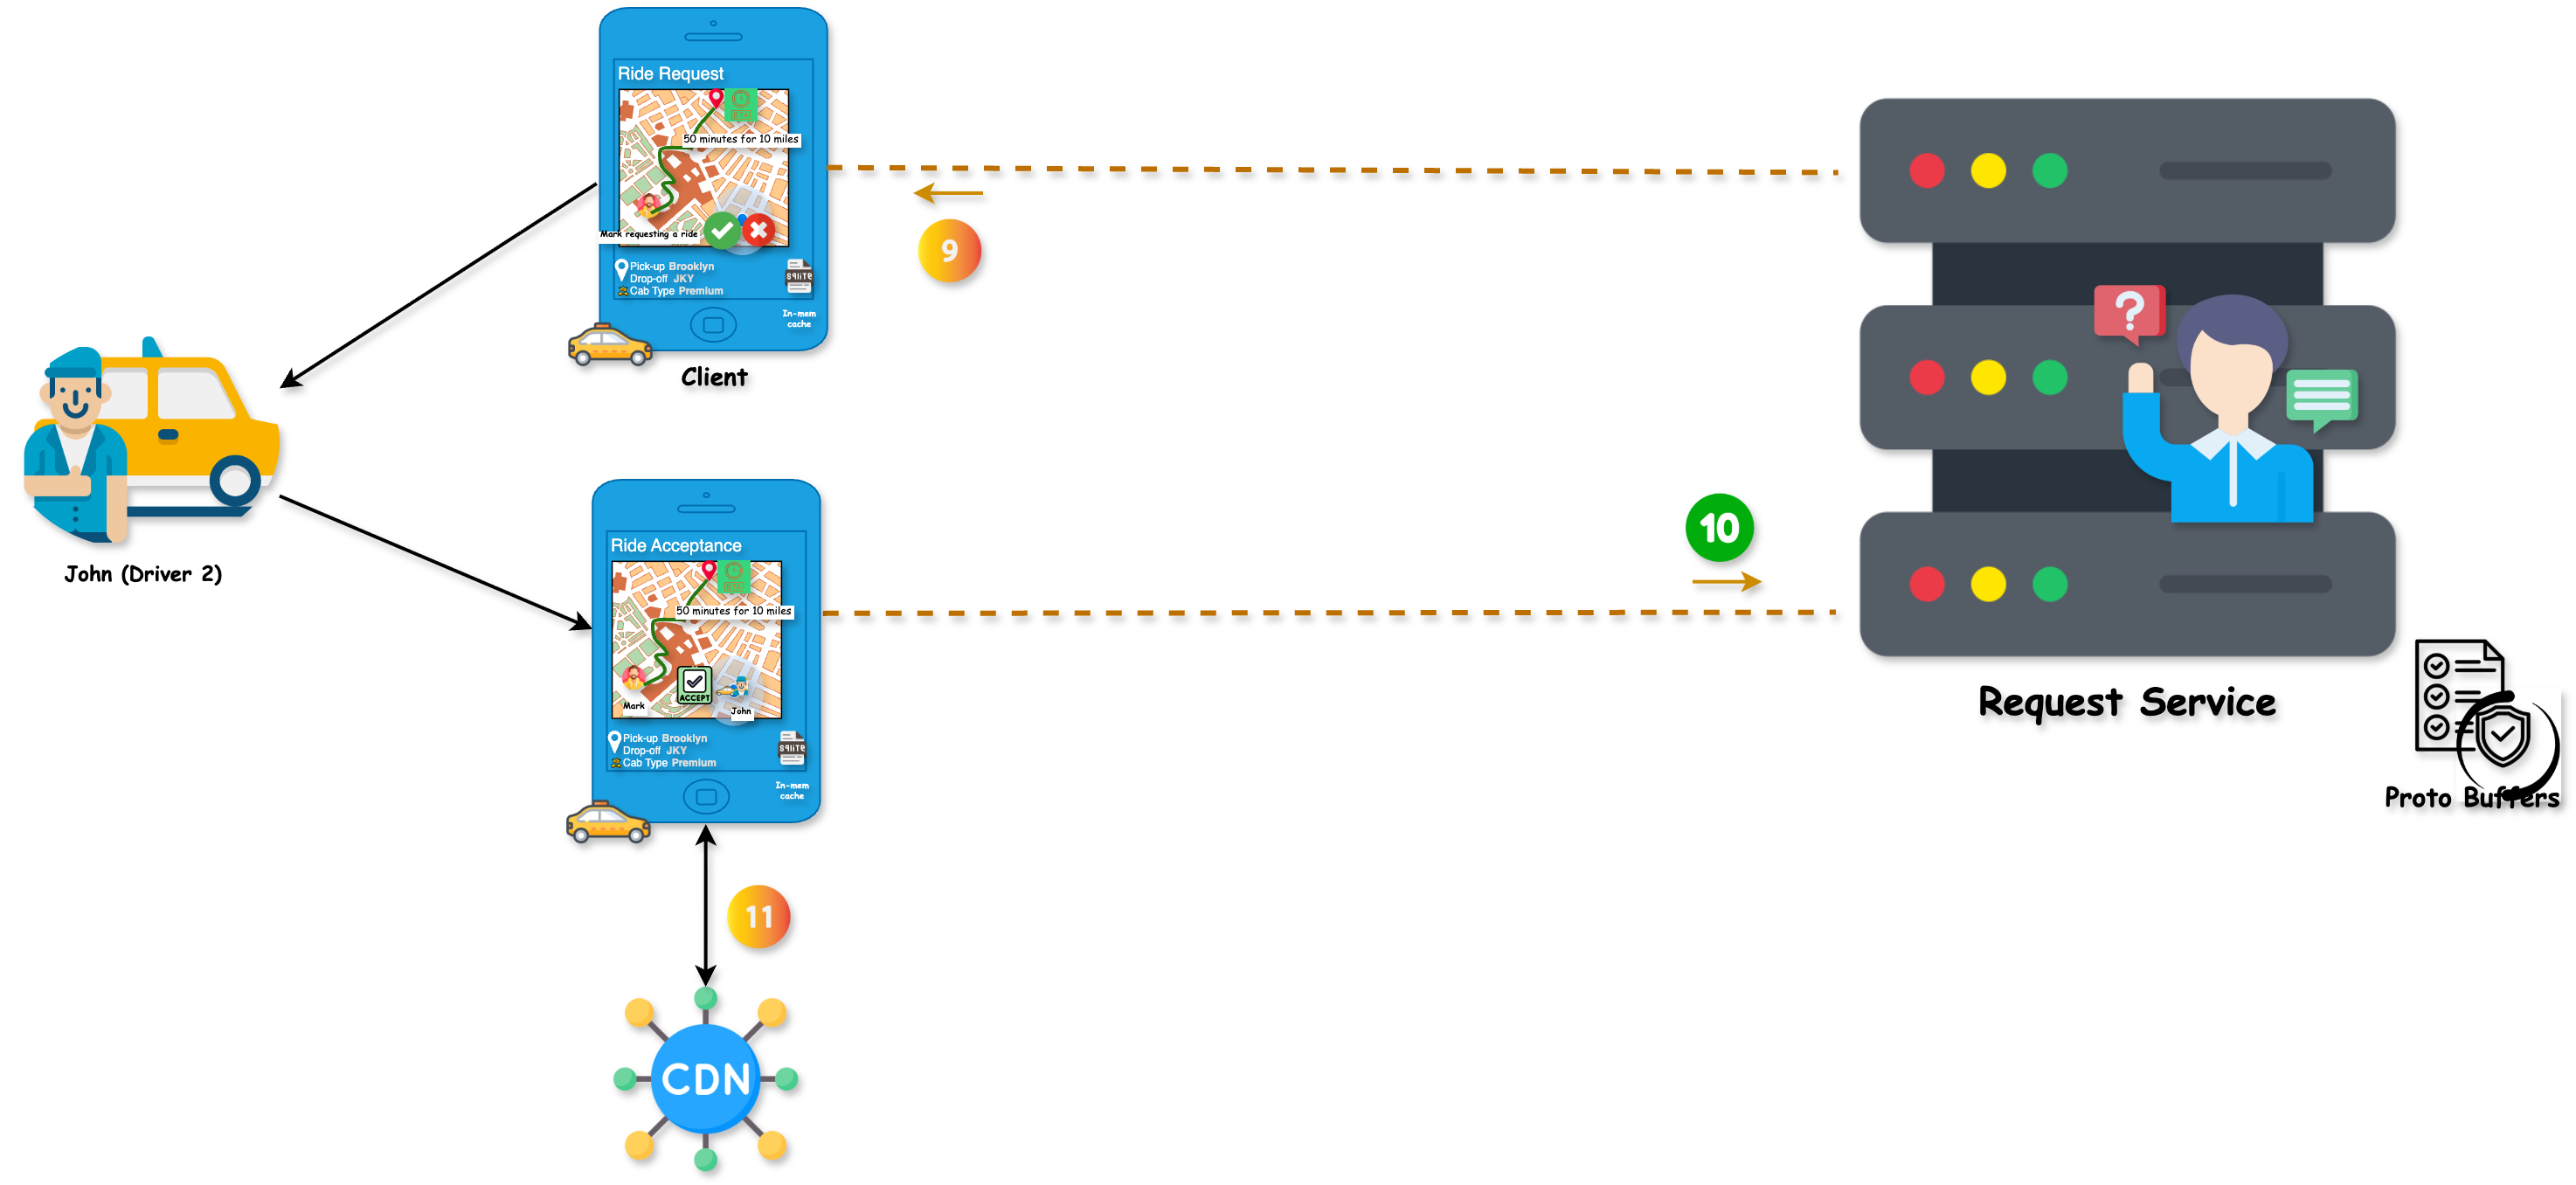 Ride Request
50 minutes for 10 miles
Mark requesting a ride
Pick-up Brooklyn
Drop-off JKY
Cab Type Premium
sqlite
In-mem
cache
Client
9
John (Driver 2)
10
Ride Acceptance
50 minutes for 10 miles
ACCEPT
Mark
John
Pick-up Brooklyn
Drop-off JKY
Cab Type Premium
sqlite
In-mem
cache
Request Service
Proto Buffers
11
CDN